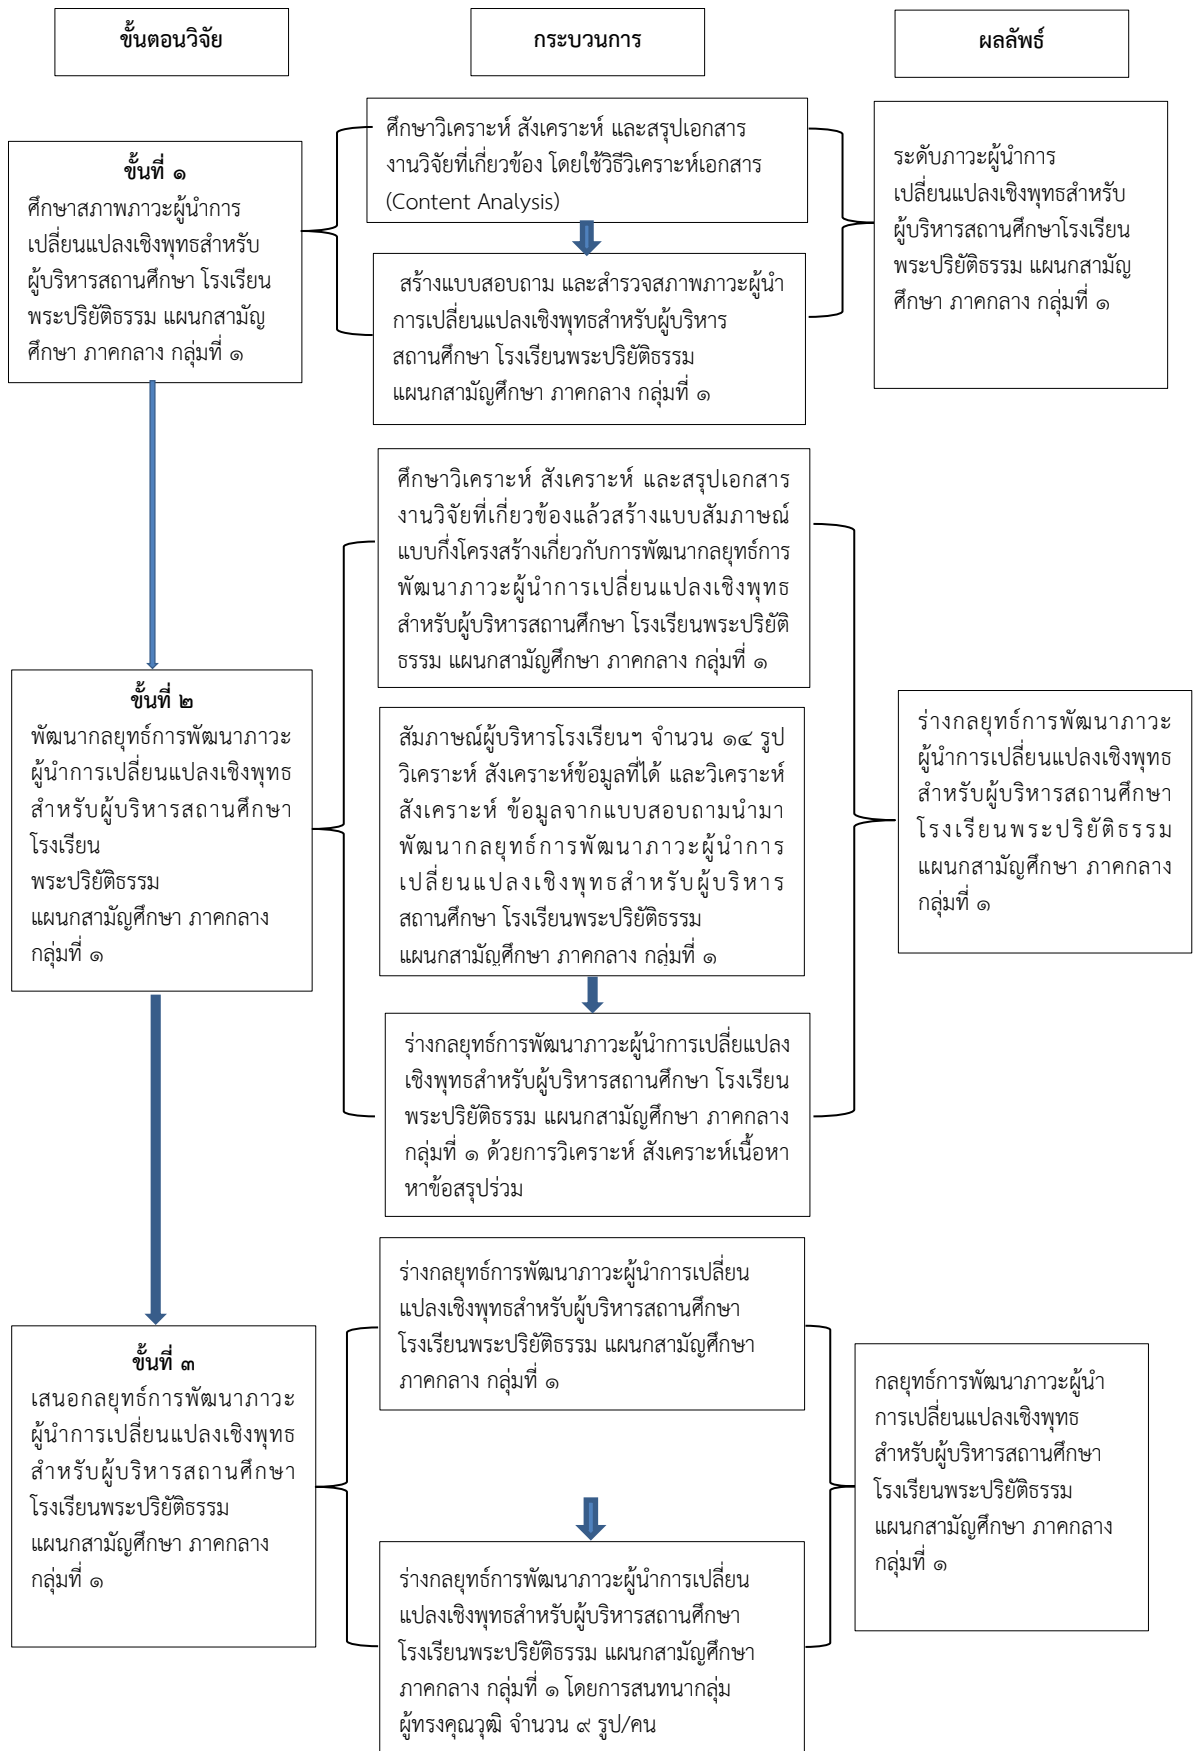 ขั้นตอนวิจัย
กระบวนการ
ผลลัพธ์
ขั้นที่ ๑
ศึกษาสภาพภาวะผู้นำการ
เปลี่ยนแปลงเชิงพุทธสำหรับ
ผู้บริหารสถานศึกษา โรงเรียน
พระปริยัติธรรม แผนกสามัญ
ศึกษา ภาคกลาง กลุ่มที่ ๑
ศึกษาวิเคราะห์ สังเคราะห์ และสรุปเอกสาร
งานวิจัยที่เกี่ยวข้อง โดยใช้วิธีวิเคราะห์เอกสาร
(Content Analysis)
สร้างแบบสอบถาม และสำรวจสภาพภาวะผู้นำ
การเปลี่ยนแปลงเชิงพุทธสำหรับผู้บริหาร
สถานศึกษา โรงเรียนพระปริยัติธรรม
แผนกสามัญศึกษา ภาคกลาง กลุ่มที่ ๑
ระดับภาวะผู้นำการ
เปลี่ยนแปลงเชิงพุทธสำหรับ
ผู้บริหารสถานศึกษาโรงเรียน
พระปริยัติธรรม แผนกสามัญ
ศึกษา ภาคกลาง กลุ่มที่ ๑
ขั้นที่ ๒
พัฒนากลยุทธ์การพัฒนาภาวะ
ผู้นำการเปลี่ยนแปลงเชิงพุทธ
สำหรับผู้บริหารสถานศึกษา
โรงเรียน
พระปริยัติธรรม
แผนกสามัญศึกษา ภาคกลาง
กลุ่มที่ ๑
ศึกษาวิเคราะห์ สังเคราะห์ และสรุปเอกสาร
งานวิจัยที่เกี่ยวข้องแล้วสร้างแบบสัมภาษณ์
แบบกึ่งโครงสร้างเกี่ยวกับการพัฒนากลยุทธ์การ
พัฒนาภาวะผู้นำการเปลี่ยนแปลงเชิงพุทธ
สำหรับผู้บริหารสถานศึกษา โรงเรียนพระปริยัติ
ธรรม แผนกสามัญศึกษา ภาคกลาง กลุ่มที่ ๑
สัมภาษณ์ผู้บริหารโรงเรียนฯ จำนวน ๑๔ รูป
วิเคราะห์ สังเคราะห์ข้อมูลที่ได้ และวิเคราะห์
สังเคราะห์ ข้อมูลจากแบบสอบถามนำมา
พัฒนากลยุทธ์การพัฒนาภาวะผู้นำการ
เปลี่ยนแปลงเชิงพุทธสำหรับผู้บริหาร
สถานศึกษา โรงเรียนพระปริยัติธรรม
แผนกสามัญศึกษา ภาคกลาง กลุ่มที่ ๑
ร่างกลยุทธ์การพัฒนาภาวะผู้นำการเปลี่ยแปลง
เชิงพุทธสำหรับผู้บริหารสถานศึกษา โรงเรียน
พระปริยัติธรรม แผนกสามัญศึกษา ภาคกลาง
กลุ่มที่ ๑ ด้วยการวิเคราะห์ สังเคราะห์เนื้อหา
หาข้อสรุปร่วม
ร่างกลยุทธ์การพัฒนาภาวะ
ผู้นำการเปลี่ยนแปลงเชิงพุทธ
สำหรับผู้บริหารสถานศึกษา
โรงเรียนพระปริยัติธรรม
แผนกสามัญศึกษา ภาคกลาง
กลุ่มที่ ๑
ขั้นที่ ๓
เสนอกลยุทธ์การพัฒนาภาวะ
ผู้นำการเปลี่ยนแปลงเชิงพุทธ
สำหรับผู้บริหารสถานศึกษา
โรงเรียนพระปริยัติธรรม
แผนกสามัญศึกษา ภาคกลาง
กลุ่มที่ ๑
ร่างกลยุทธ์การพัฒนาภาวะผู้นำการเปลี่ยน
แปลงเชิงพุทธสำหรับผู้บริหารสถานศึกษา
โรงเรียนพระปริยัติธรรม แผนกสามัญศึกษา
ภาคกลาง กลุ่มที่ ๑
ร่างกลยุทธ์การพัฒนาภาวะผู้นำการเปลี่ยน
แปลงเชิงพุทธสำหรับผู้บริหารสถานศึกษา
โรงเรียนพระปริยัติธรรม แผนกสามัญศึกษา
ภาคกลาง กลุ่มที่ ๑ โดยการสนทนากลุ่ม
ผู้ทรงคุณวุฒิ จำนวน ๙ รูป/คน
กลยุทธ์การพัฒนาภาวะผู้นำ
การเปลี่ยนแปลงเชิงพุทธ
สำหรับผู้บริหารสถานศึกษา
โรงเรียนพระปริยัติธรรม
แผนกสามัญศึกษา ภาคกลาง
กลุ่มที่ ๑